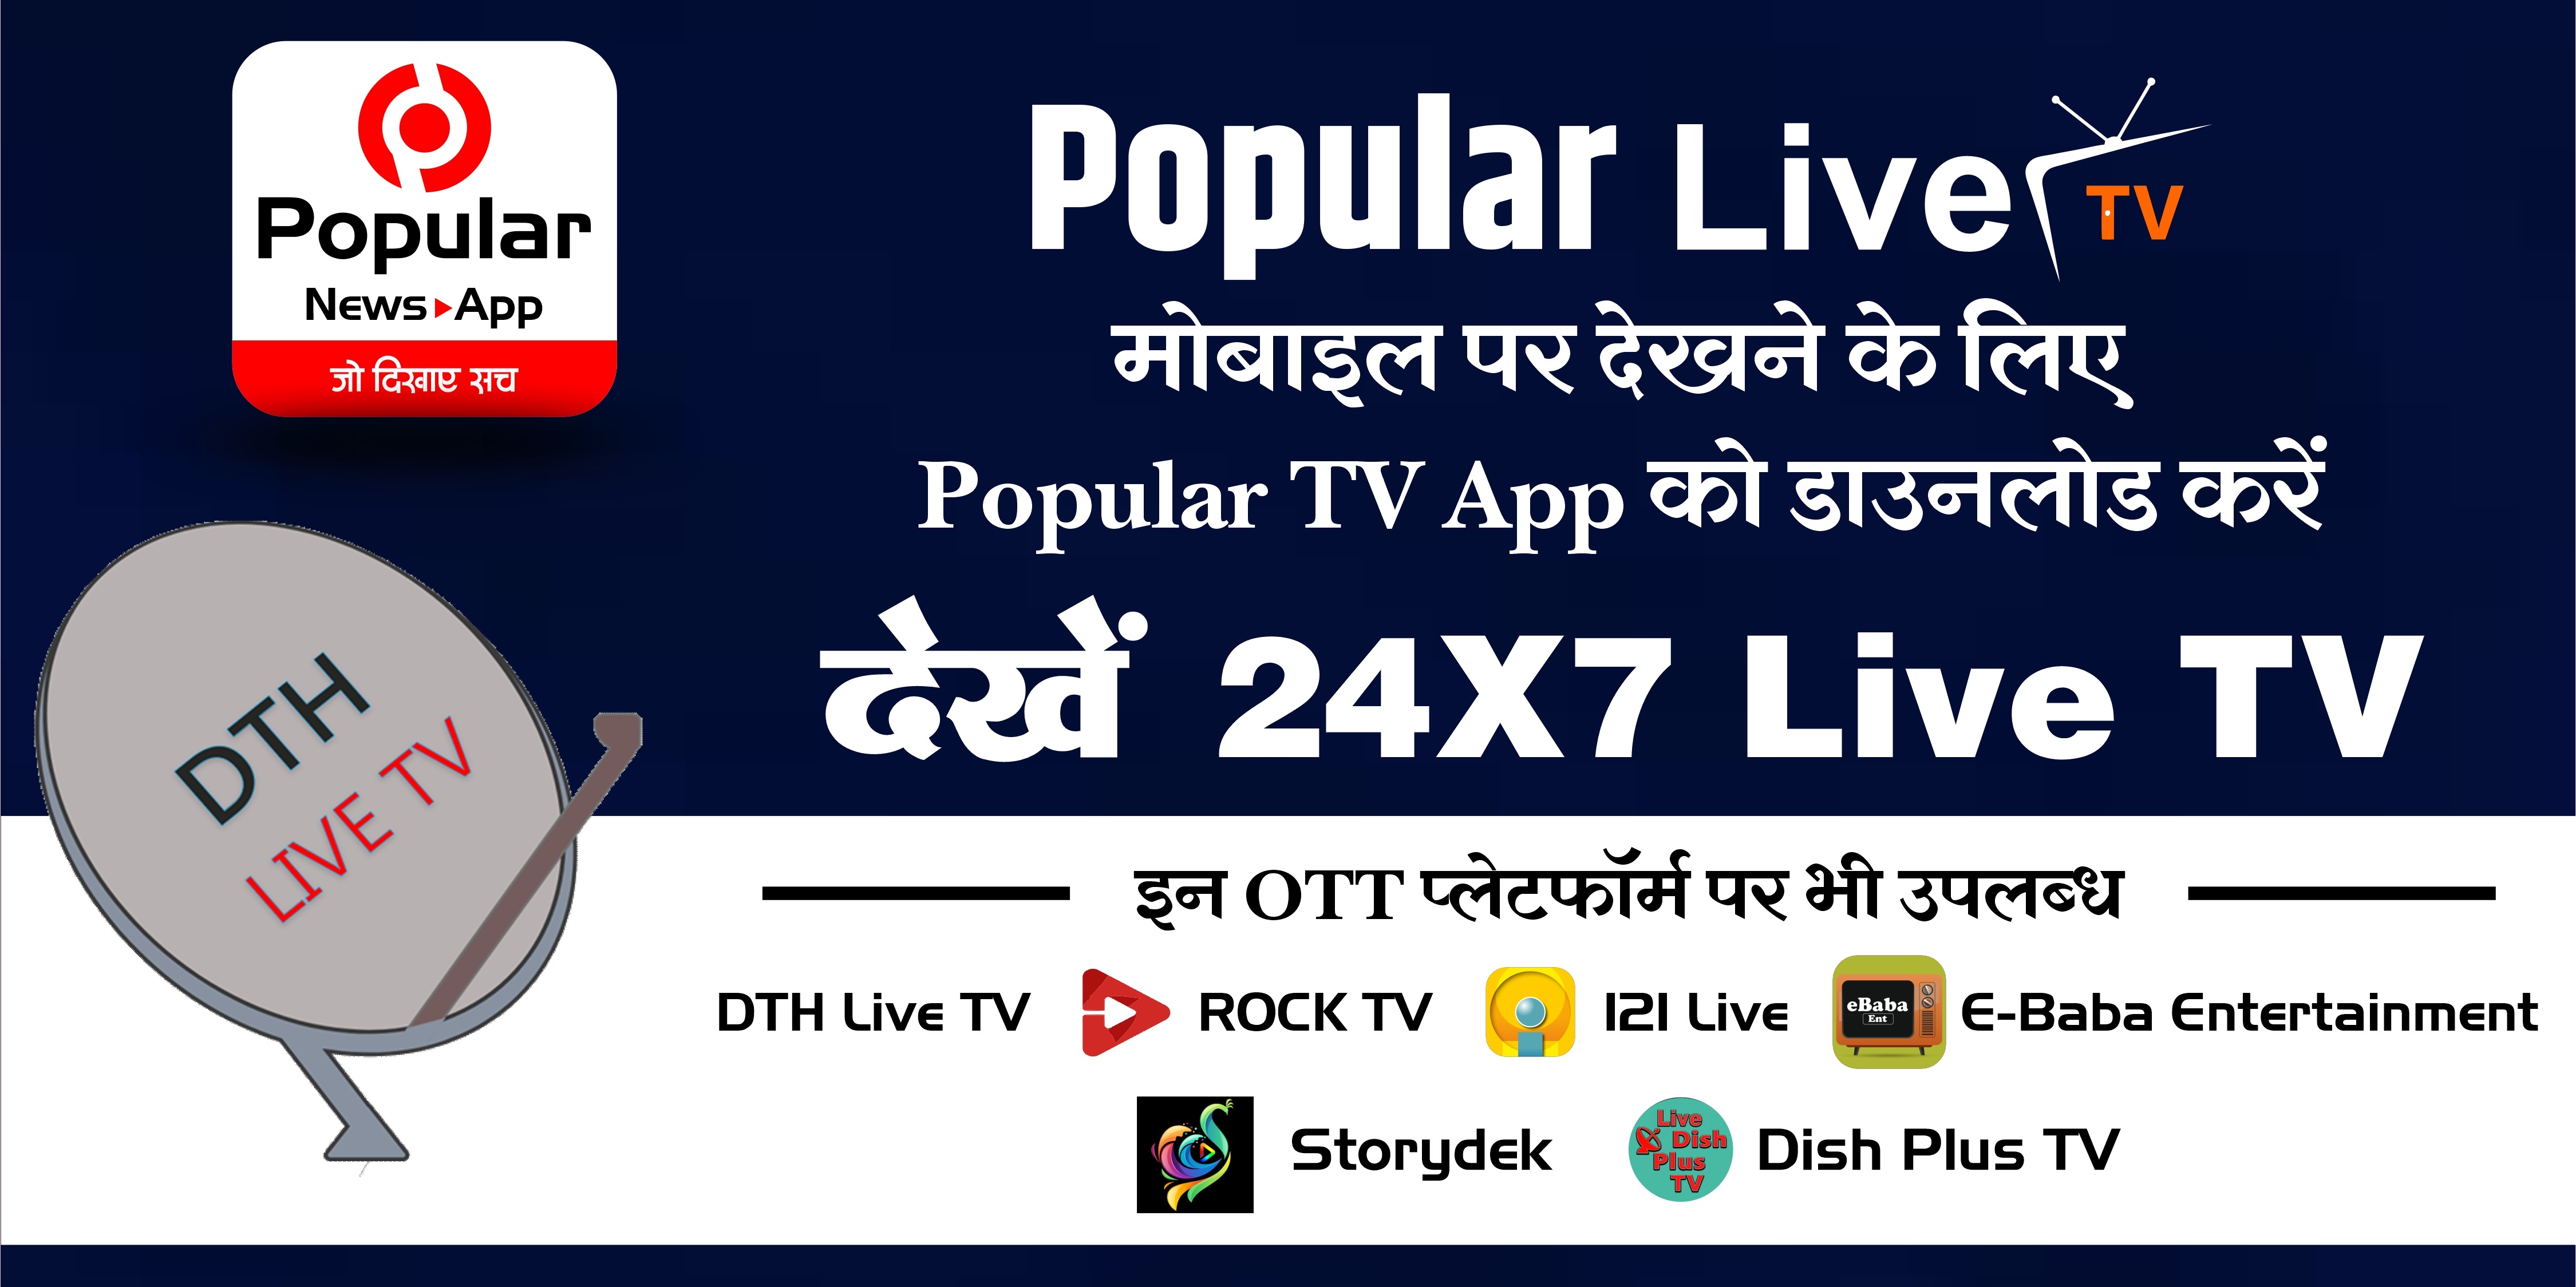 Popular
News App
जो दिखाए सच
Popular Live TV
मोबाइल पर देखने के लिए
Popular TV App को डाउनलोड करें
देखें 24X7 Live TV
DTH
LIVE TV
इन OTT प्लेटफॉर्म पर भी उपलब्ध
DTH Live TV ROCK TV 121 Live eBaba Ent E-Baba Entertainment
Storydek Live Dish Plus TV Dish Plus TV